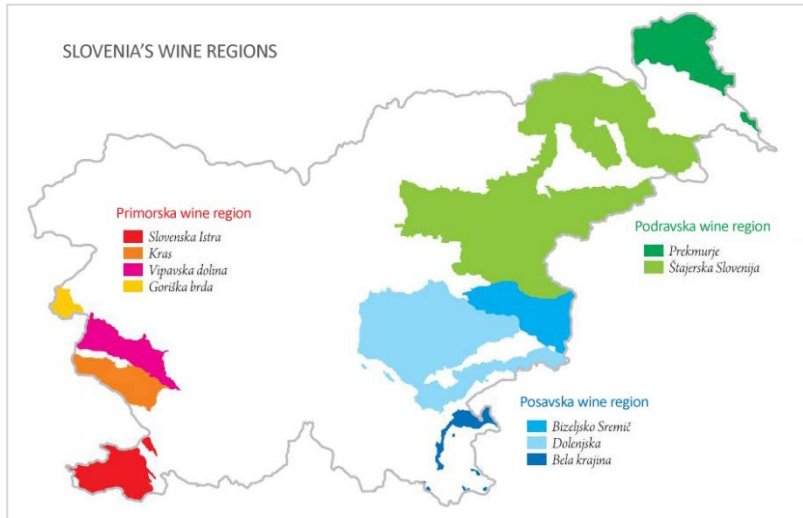 SLOVENIA'S WINE REGIONS
Primorska wine region
Slovenska Istra
Kras
Vipavska dolina
Goriška brda
Podravska wine region
Prekmurje
Štajerska Slovenija
Posavska wine region
Bizeljsko Sremič
Dolenjska
Bela krajina